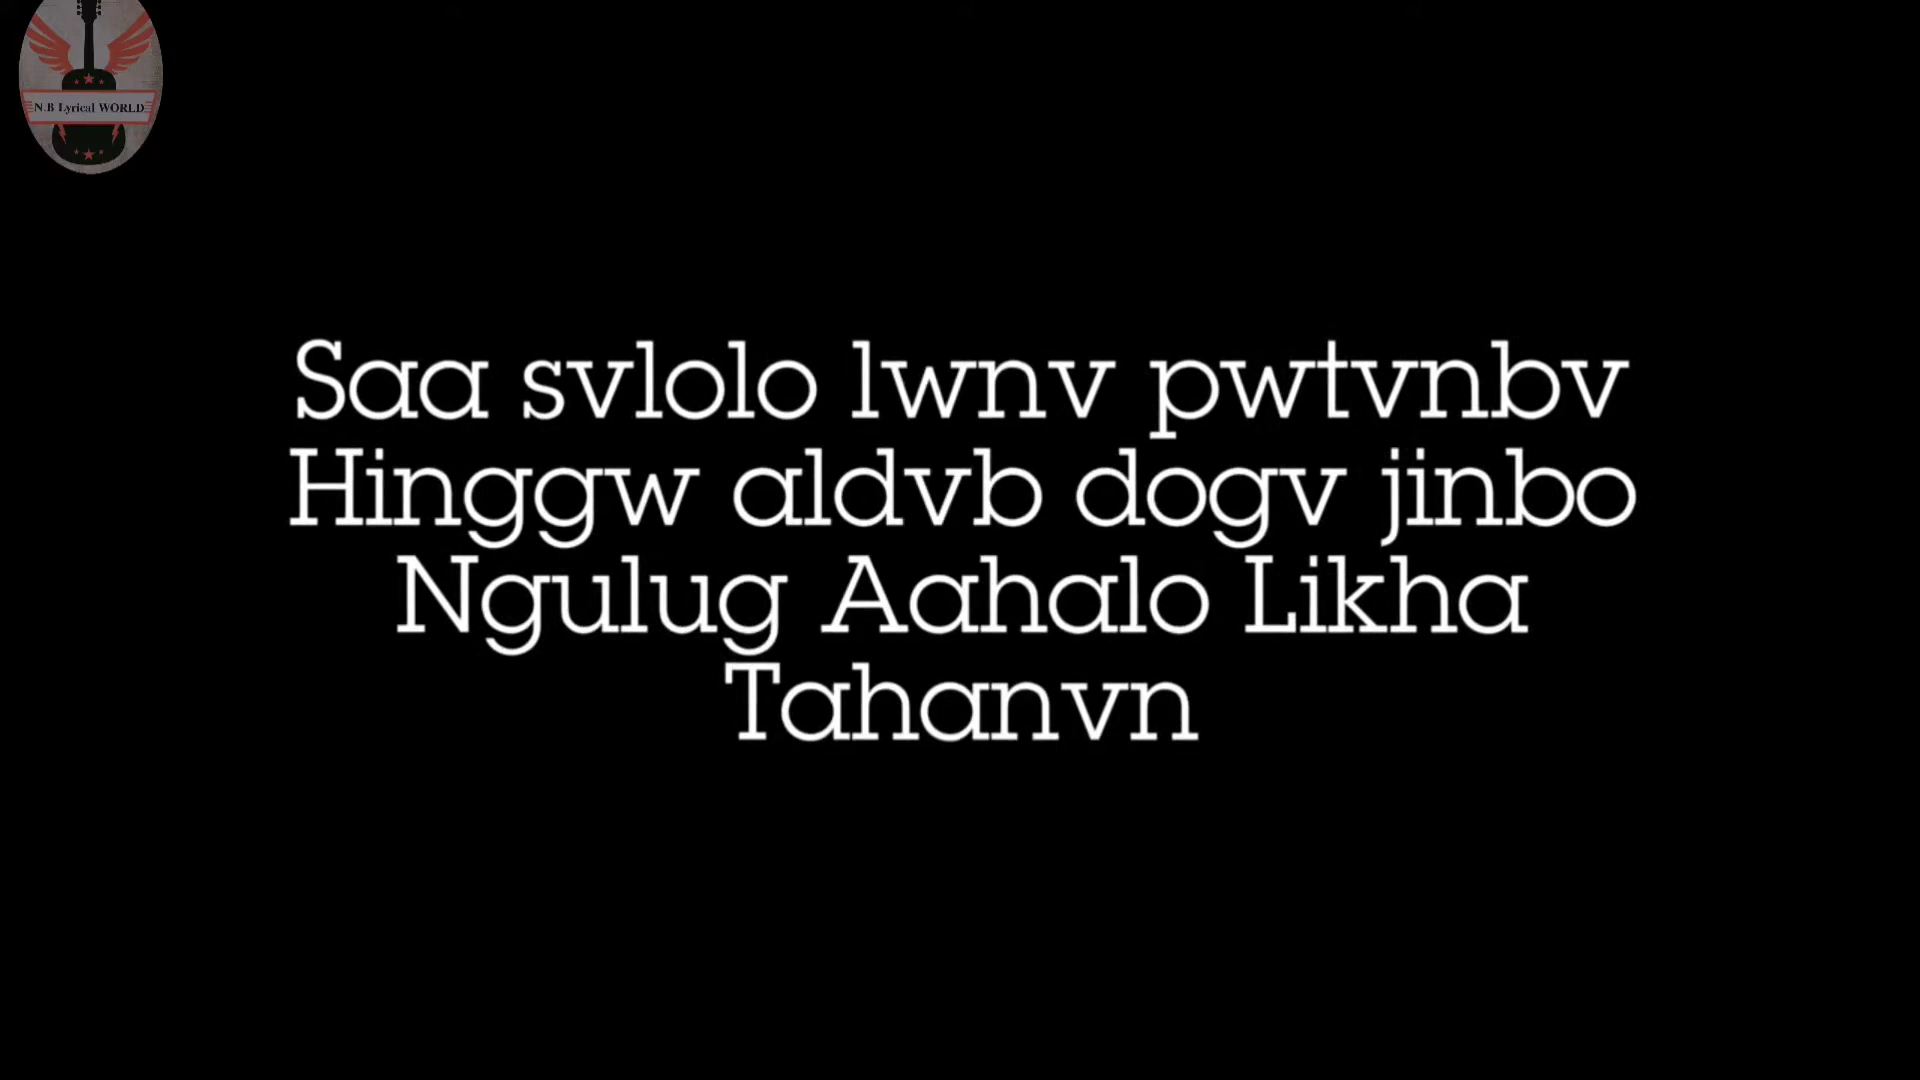 N.B Lyrical WORLD
Saa svlolo lwnv pwtvnbv
Hinggw aldvb dogv jinbo
Ngulug Aahalo Likha
Tahanvn